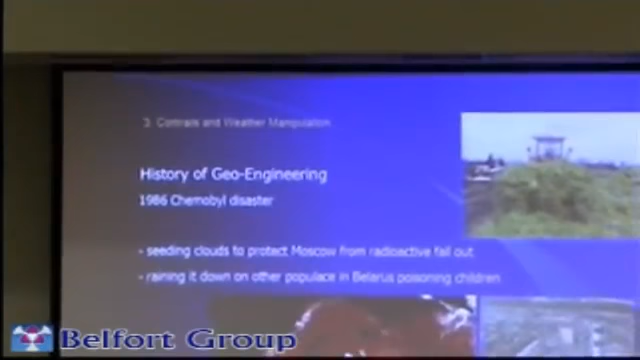 3. Contrails and Weather Manipulation
History of Geo-Engineering
1986 Chernobyl disaster
- seeding clouds to protect Moscow from radioactive fall out
- raining it down on other populace in Belarus poisoning children
Belfort Group